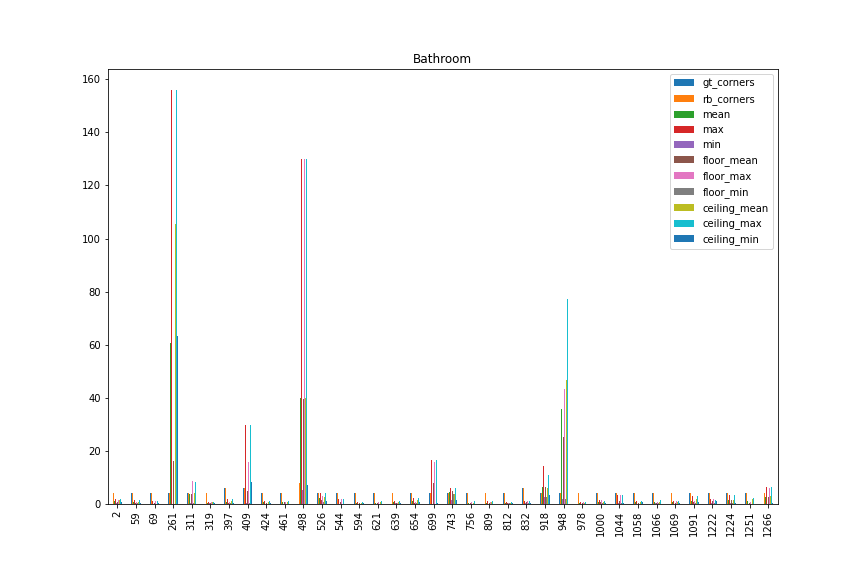 Bathroom
160
140
120
100
80
60
40
20
0
gt_corners
rb_corners
mean
max
min
floor_mean
floor_max
floor_min
ceiling_mean
ceiling_max
ceiling_min
2 59 69 261 311 319 397 409 424 461 498 526 544 594 621 639 654 699 743 756 809 812 832 918 948 978 1000 1044 1058 1066 1069 1091 1222 1224 1251 1266